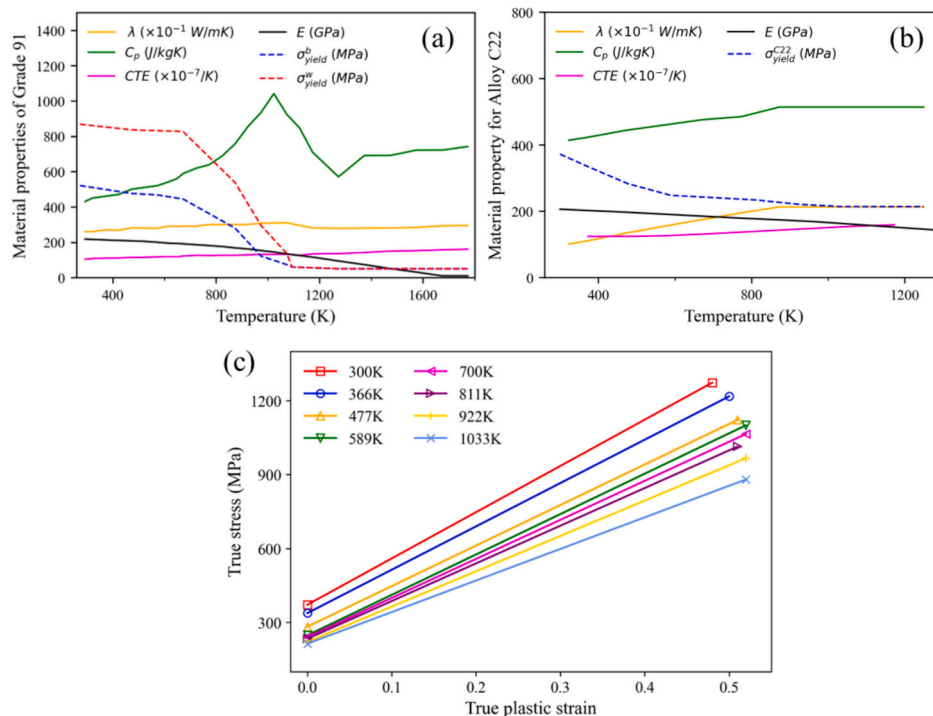 (a)
λ (×10⁻¹ W/mK)
C_p (J/kgK)
CTE (×10⁻⁷/K)
E (GPa)
σ^b_yield (MPa)
σ^w_yield (MPa)
Material properties of Grade 91
1400
1200
1000
800
600
400
200
0
400
800
1200
1600
Temperature (K)
(b)
λ (×10⁻¹ W/mK)
C_p (J/kgK)
CTE (×10⁻⁷/K)
E (GPa)
σ^C22_yield (MPa)
Material property for Alloy C22
800
600
400
200
0
400
800
1200
Temperature (K)
(c)
300K
366K
477K
589K
700K
811K
922K
1033K
True stress (MPa)
1200
900
600
300
0.0
0.1
0.2
0.3
0.4
0.5
True plastic strain